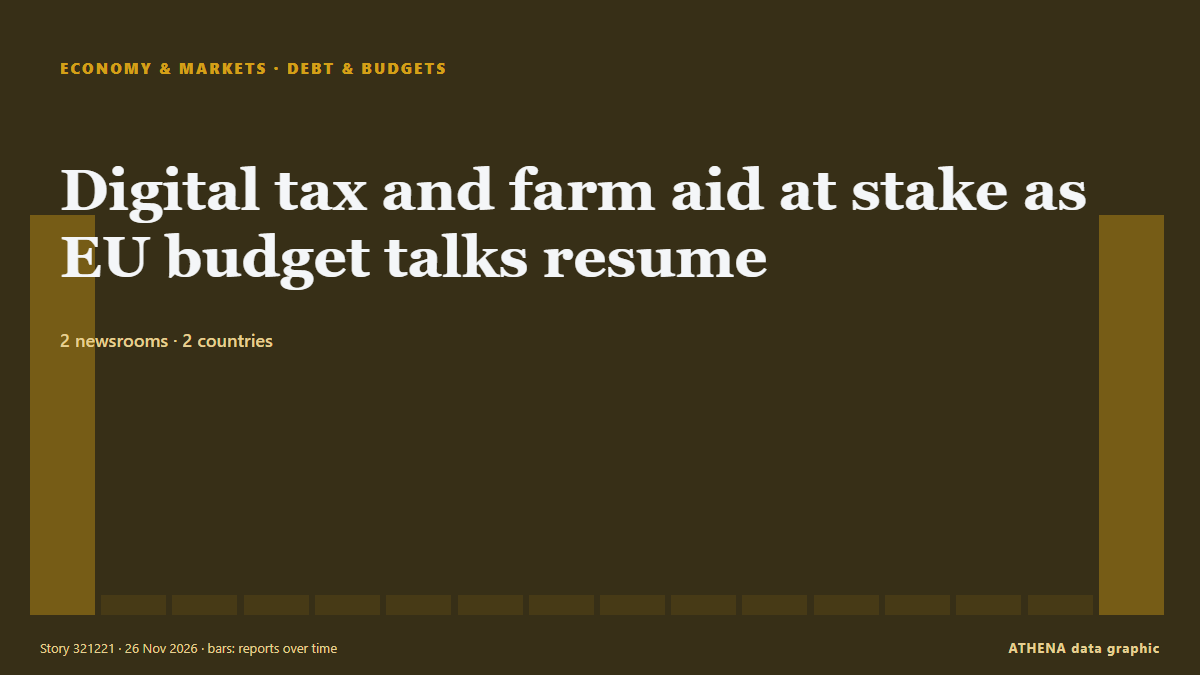 ECONOMY & MARKETS · DEBT & BUDGETS
Digital tax and farm aid at stake as
EU budget talks resume
2 newsrooms · 2 countries
Story 321221 · 26 Nov 2026 · bars: reports over time
ATHENA data graphic